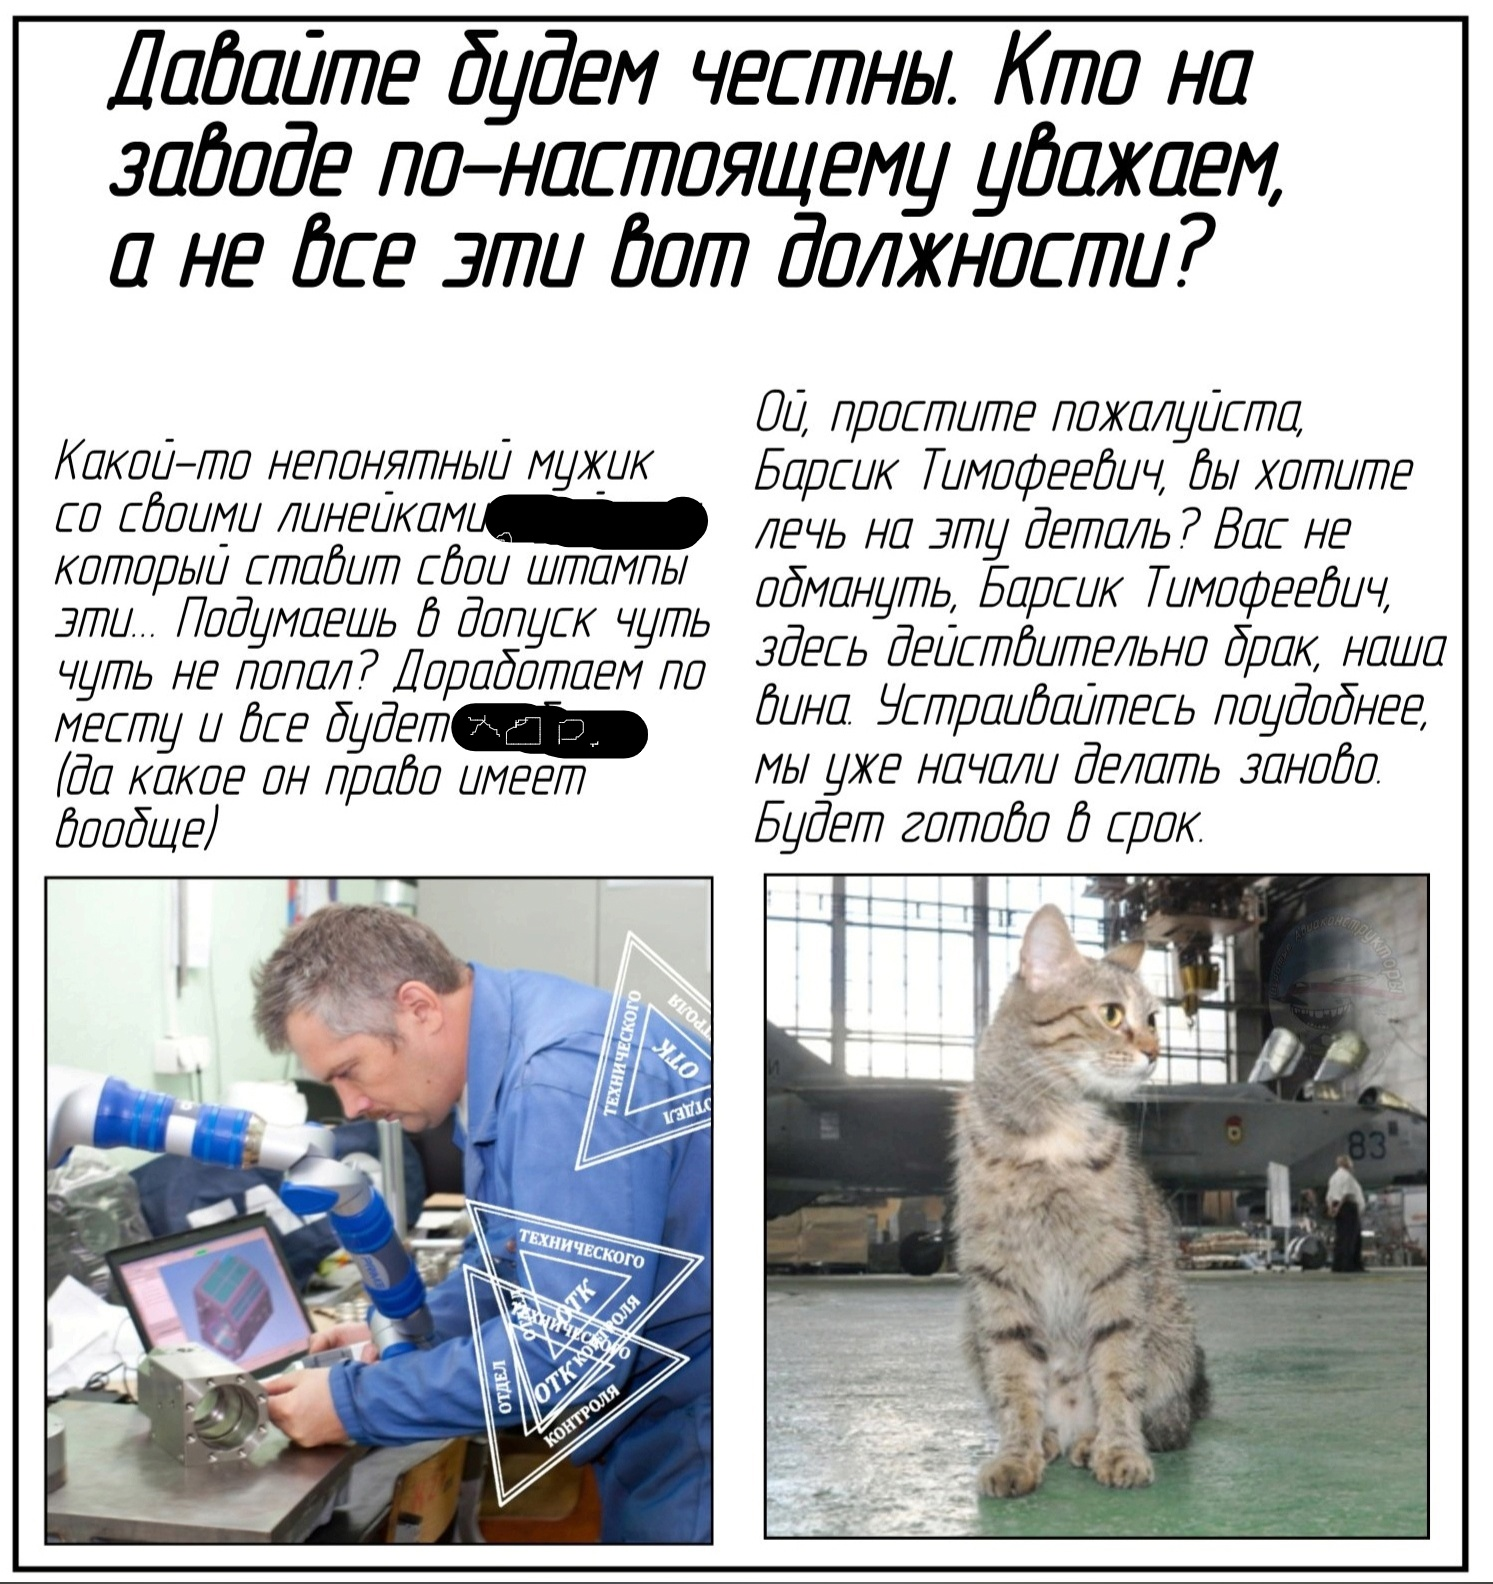 Давайте будем честны. Кто на
заводе по-настоящему уважаем,
а не все эти вот должности?
Какой-то непонятный мужик
со своими линейками
который ставит свои штампы
эти... Подумаешь в допуск чуть
чуть не попал? Доработаем по
месту и все будет
(да какое он право имеет
вообще)
Ой, простите пожалуйста,
Барсик Тимофеевич, вы хотите
лечь на эту деталь? Вас не
обмануть, Барсик Тимофеевич,
здесь действительно брак, наша
вина. Устраивайтесь поудобнее,
мы уже начали делать заново.
Будет готово в срок.
ТЕХНИЧЕСКОГО
ОТК
ОТДЕЛ
ТЕХНИЧЕСКОГО
ОТК
КОНТРОЛЯ
ТЕХНИЧЕСКОГО
ОТДЕЛ
ОТК
КОНТРОЛЯ
83